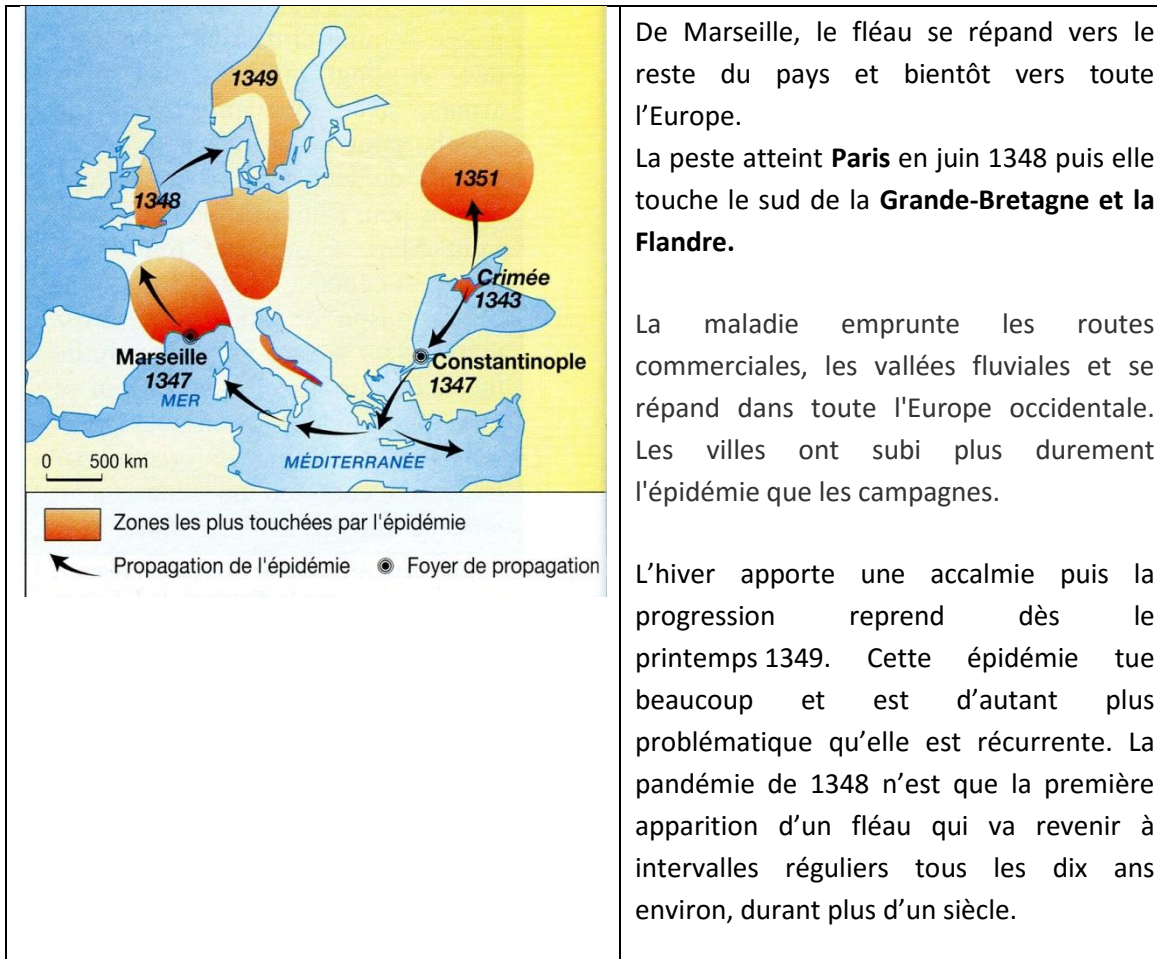 1349
1348
1351
Crimée
1343
Marseille
1347
Constantinople
1347
MER
MÉDITERRANÉE
0 500 km
Zones les plus touchées par l'épidémie
Propagation de l'épidémie
Foyer de propagation
De Marseille, le fléau se répand vers le
reste du pays et bientôt vers toute
l’Europe.
La peste atteint Paris en juin 1348 puis elle
touche le sud de la Grande-Bretagne et la
Flandre.
La maladie emprunte les routes
commerciales, les vallées fluviales et se
répand dans toute l'Europe occidentale.
Les villes ont subi plus durement
l'épidémie que les campagnes.
L’hiver apporte une accalmie puis la
progression reprend dès le
printemps 1349. Cette épidémie tue
beaucoup et est d’autant plus
problématique qu’elle est récurrente. La
pandémie de 1348 n’est que la première
apparition d’un fléau qui va revenir à
intervalles réguliers tous les dix ans
environ, durant plus d’un siècle.